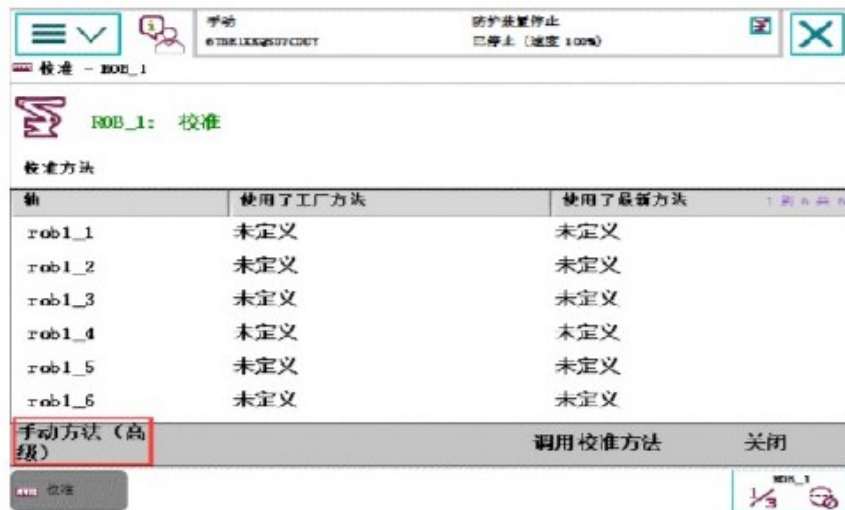 手动
防护装置停止
已停止（速度 100%）
校准 - ROB_1
ROB_1: 校准
校准方法
轴 使用了工厂方法 使用了最新方法 1 到 6 共 6
rob1_1 未定义 未定义
rob1_2 未定义 未定义
rob1_3 未定义 未定义
rob1_4 未定义 未定义
rob1_5 未定义 未定义
rob1_6 未定义 未定义
手动方法（高
级）
调用校准方法 关闭
校准
ROB_1
1/3